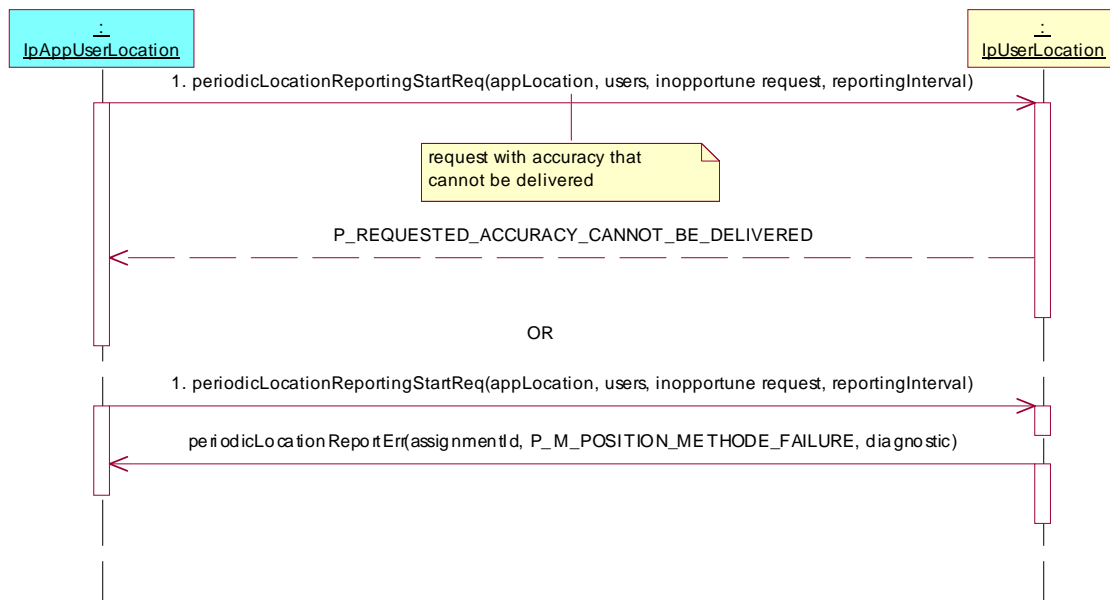 :
IpAppUserLocation
:
IpUserLocation
1. periodicLocationReportingStartReq(appLocation, users, inopportune request, reportingInterval)
request with accuracy that
cannot be delivered
P_REQUESTED_ACCURACY_CANNOT_BE_DELIVERED
OR
1. periodicLocationReportingStartReq(appLocation, users, inopportune request, reportingInterval)
periodicLocationReportErr(assignmentId, P_M_POSITION_METHODE_FAILURE, diagnostic)